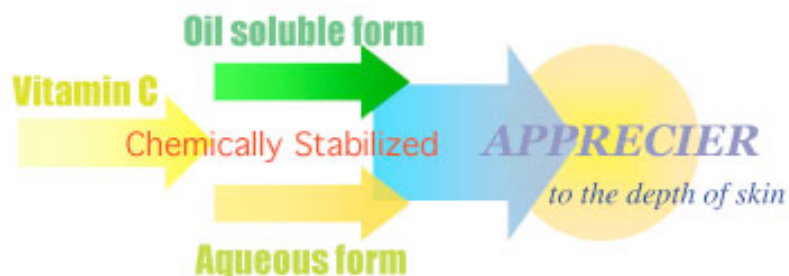 Oil soluble form
Vitamin C
Chemically Stabilized
APPRECIER
to the depth of skin
Aqueous form